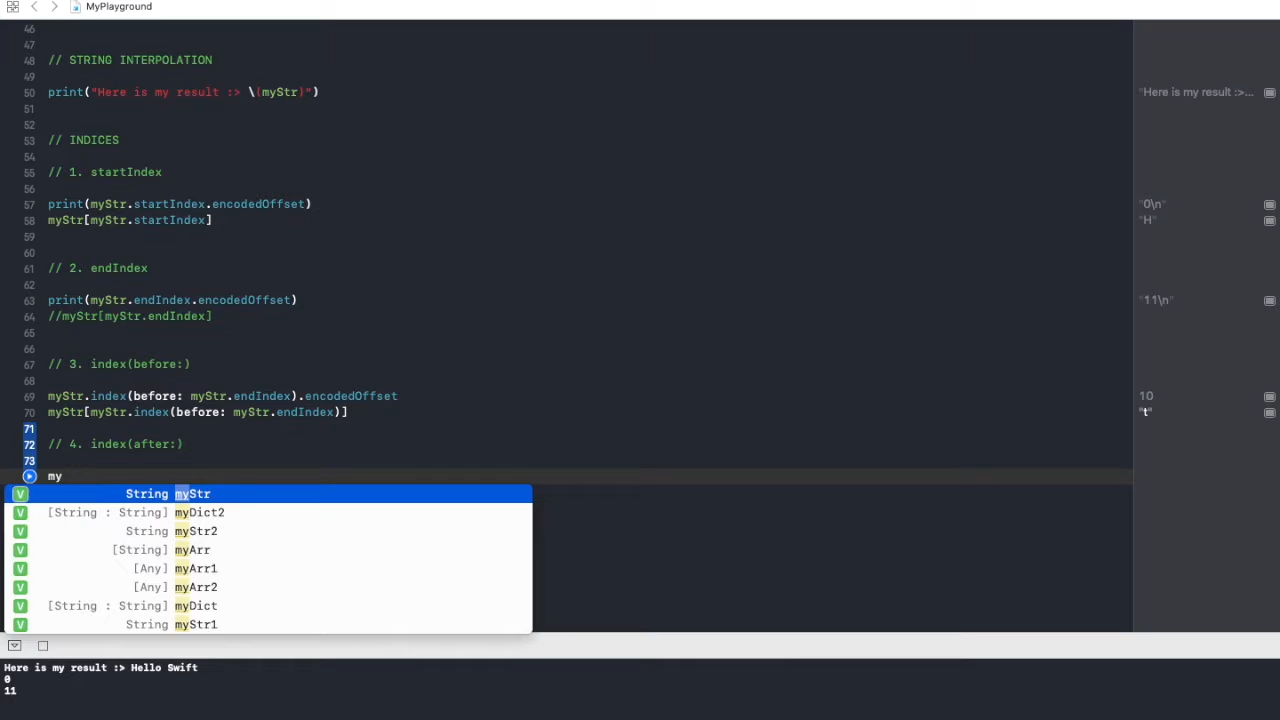 MyPlayground
46
47
48 // STRING INTERPOLATION
49
50 print("Here is my result :> \(myStr)") "Here is my result :>...
51
52
53 // INDICES
54
55 // 1. startIndex
56
57 print(myStr.startIndex.encodedOffset) "0\n"
58 myStr[myStr.startIndex] "H"
59
60
61 // 2. endIndex
62
63 print(myStr.endIndex.encodedOffset) "11\n"
64 //myStr[myStr.endIndex]
65
66
67 // 3. index(before:)
68
69 myStr.index(before: myStr.endIndex).encodedOffset 10
70 myStr[myStr.index(before: myStr.endIndex)] "t"
71
72 // 4. index(after:)
73
my
V String myStr
V [String : String] myDict2
V String myStr2
V [String] myArr
V [Any] myArr1
V [Any] myArr2
V [String : String] myDict
V String myStr1
Here is my result :> Hello Swift
0
11